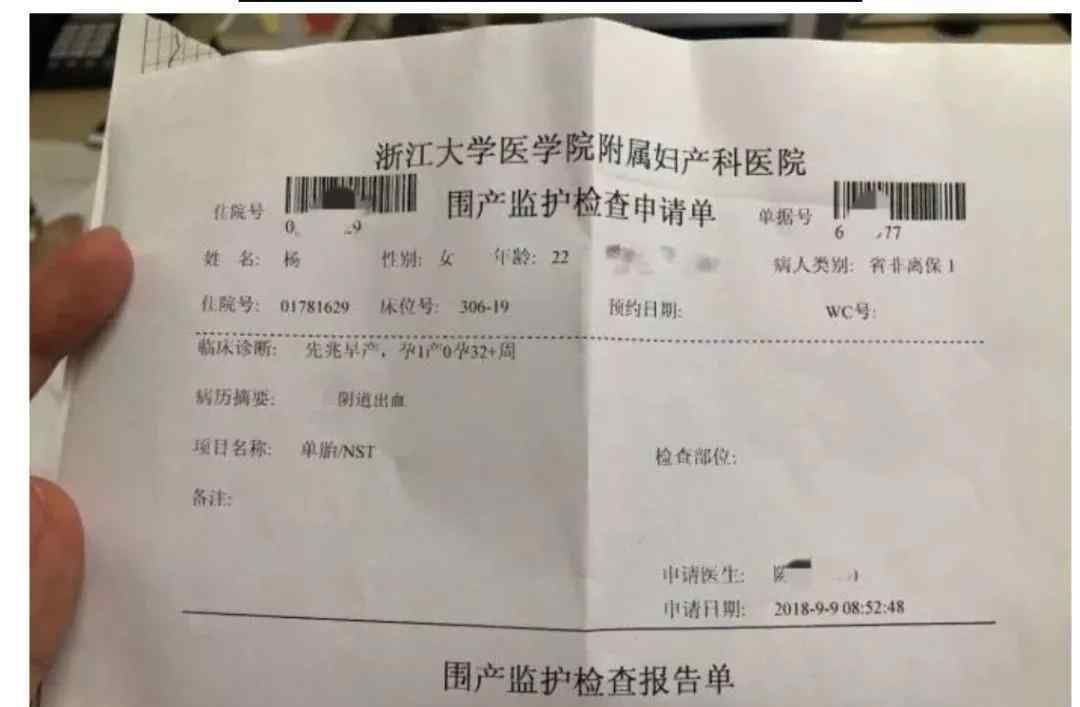 浙江大学医学院附属妇产科医院
围产监护检查申请单
住院号 单据号
0 9 6 77
姓 名: 杨 性别: 女 年龄: 22 病人类别: 省非离保1
住院号: 01781629 床位号: 306-19 预约日期: WC号:
临床诊断: 先兆早产，孕1产0孕32+周
病历摘要: 阴道出血
项目名称: 单胎/NST 检查部位:
备注:
申请医生:
申请日期: 2018-9-9 08:52:48
围产监护检查报告单